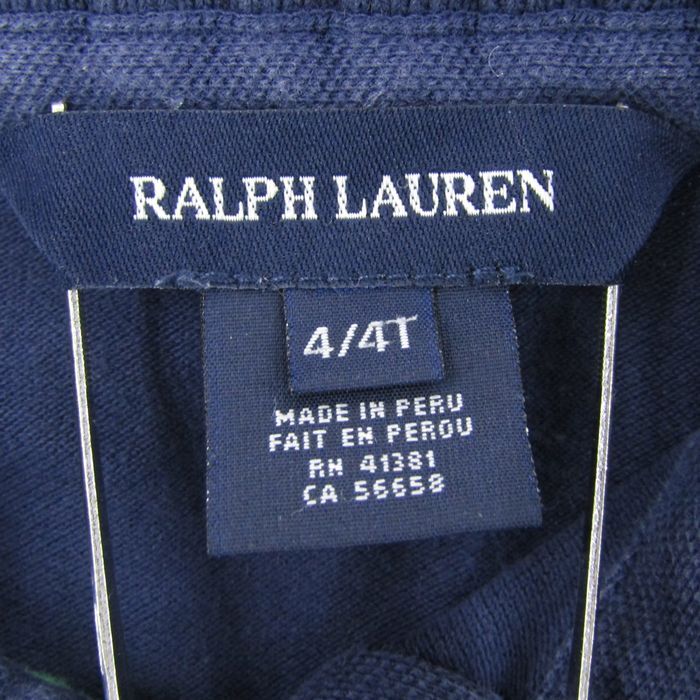 RALPH LAUREN
4/4T
MADE IN PERU
FAIT EN PEROU
RN 41381
CA 56658